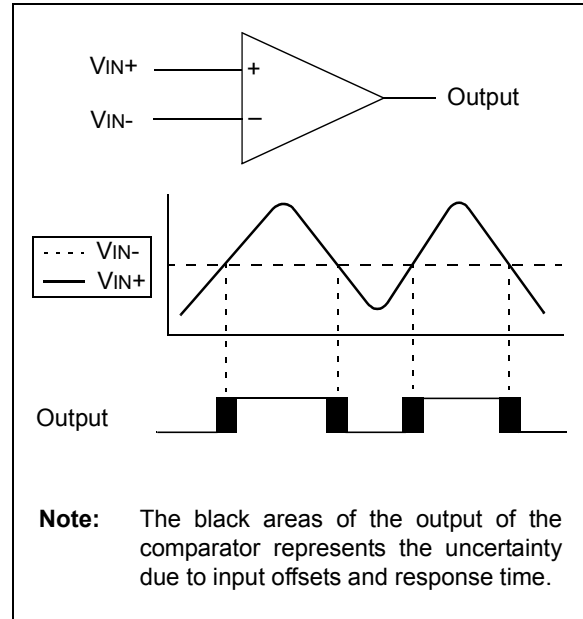 VIN+
+
Output
VIN-
–
VIN-
VIN+
Output
Note: The black areas of the output of the
comparator represents the uncertainty
due to input offsets and response time.